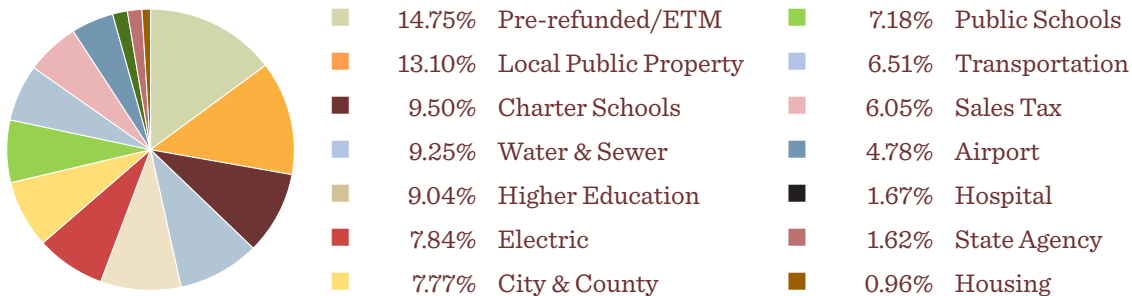 14.75% Pre-refunded/ETM
13.10% Local Public Property
9.50% Charter Schools
9.25% Water & Sewer
9.04% Higher Education
7.84% Electric
7.77% City & County
7.18% Public Schools
6.51% Transportation
6.05% Sales Tax
4.78% Airport
1.67% Hospital
1.62% State Agency
0.96% Housing